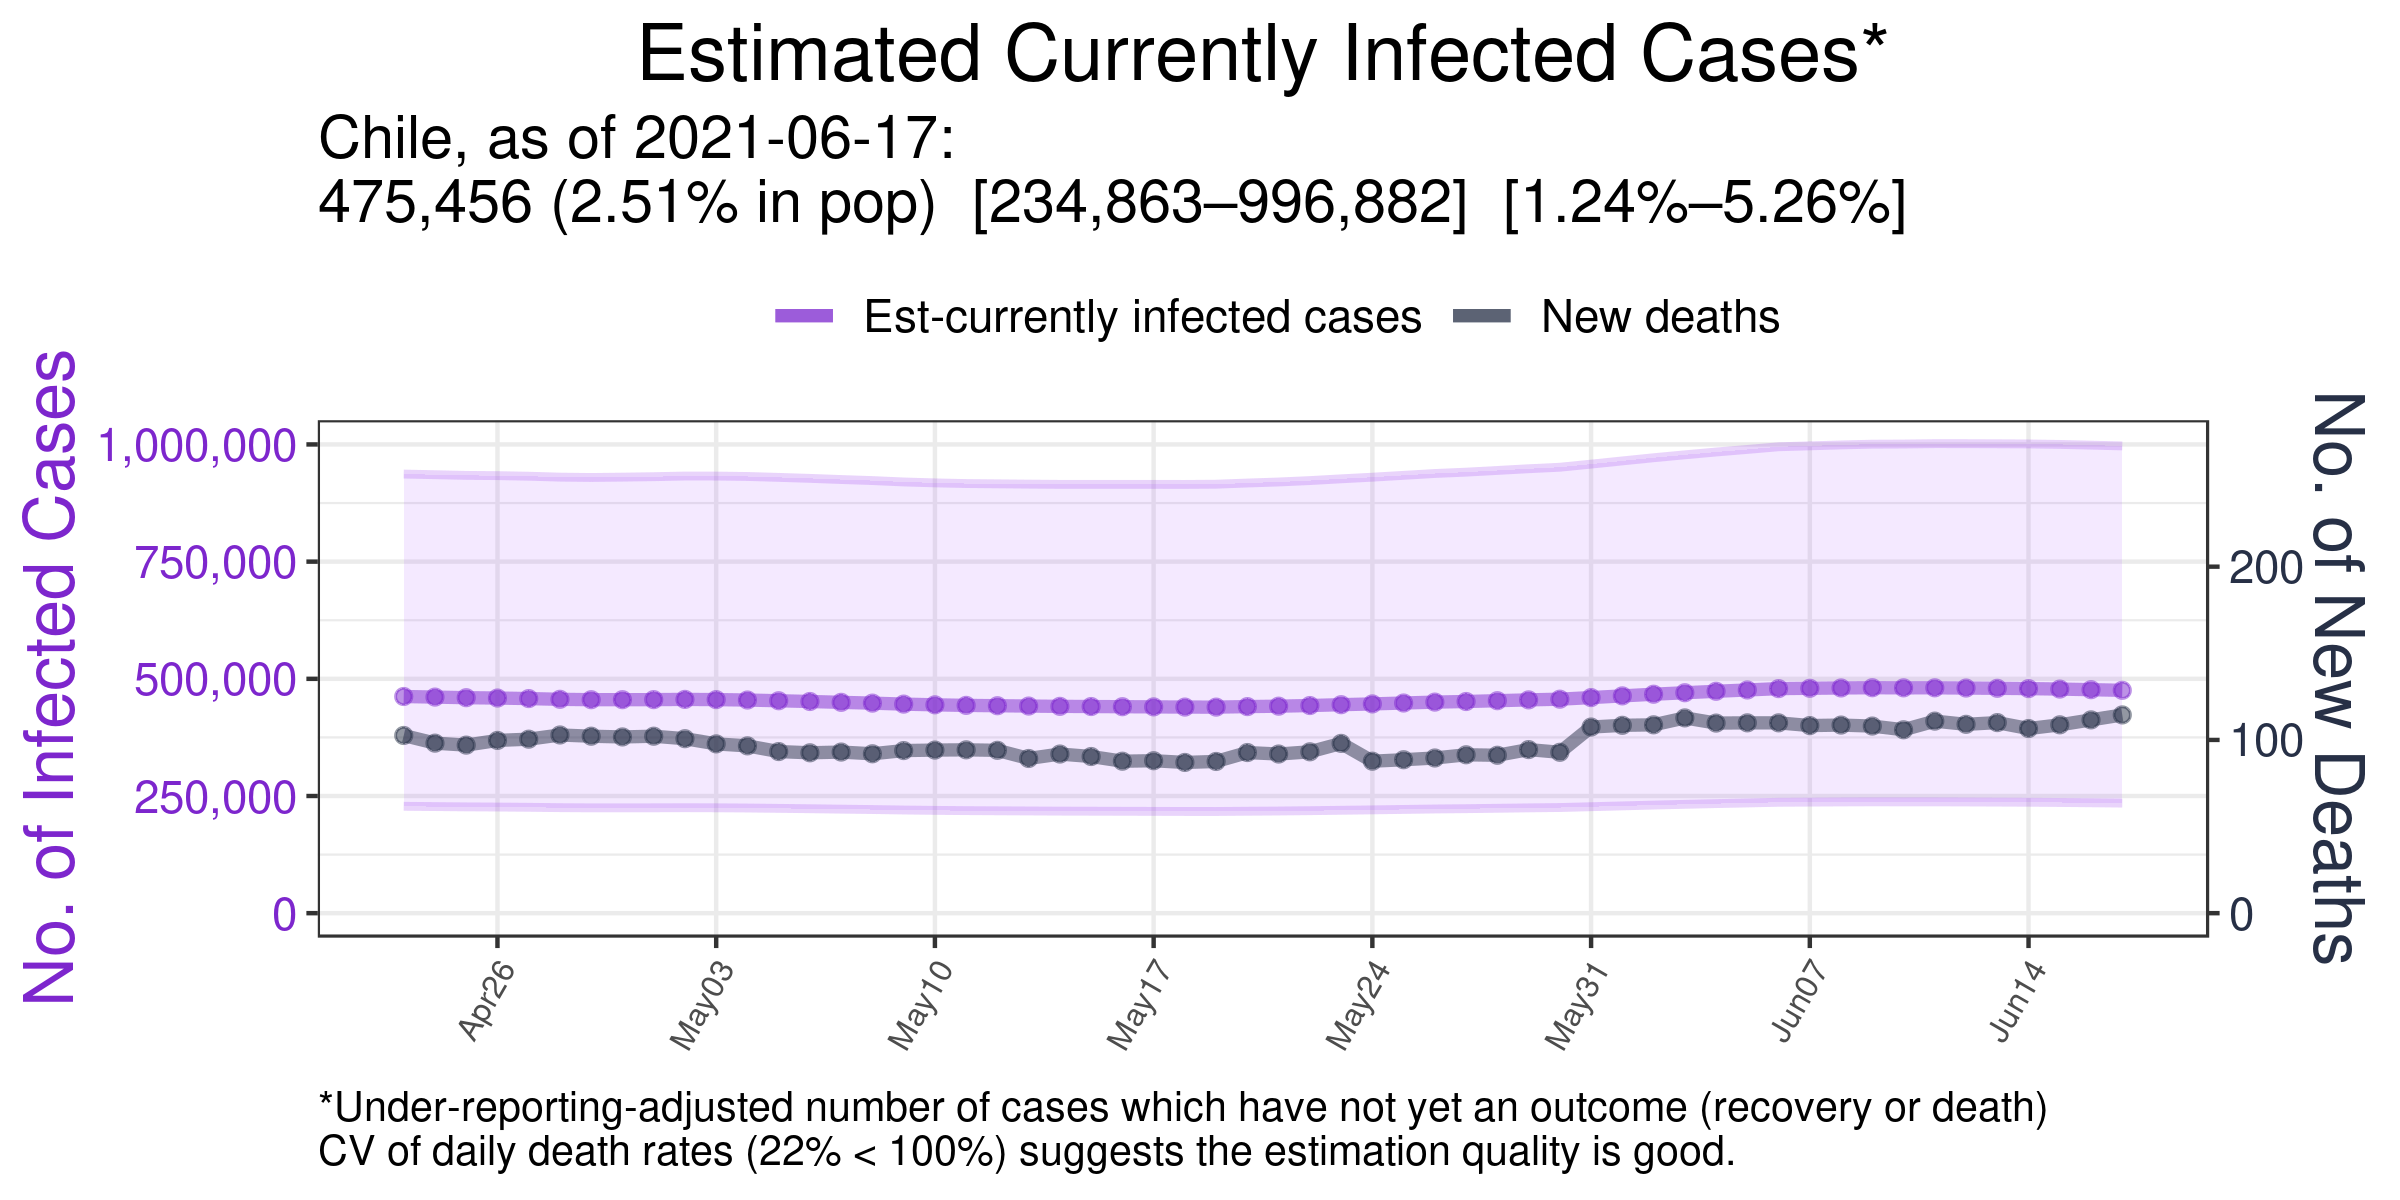 Estimated Currently Infected Cases*
Chile, as of 2021-06-17:
475,456 (2.51% in pop)  [234,863–996,882]  [1.24%–5.26%]
Est-currently infected cases
New deaths
No. of Infected Cases
1,000,000
750,000
500,000
250,000
0
No. of New Deaths
200
100
0
Apr26
May03
May10
May17
May24
May31
Jun07
Jun14
*Under-reporting-adjusted number of cases which have not yet an outcome (recovery or death)
CV of daily death rates (22% < 100%) suggests the estimation quality is good.